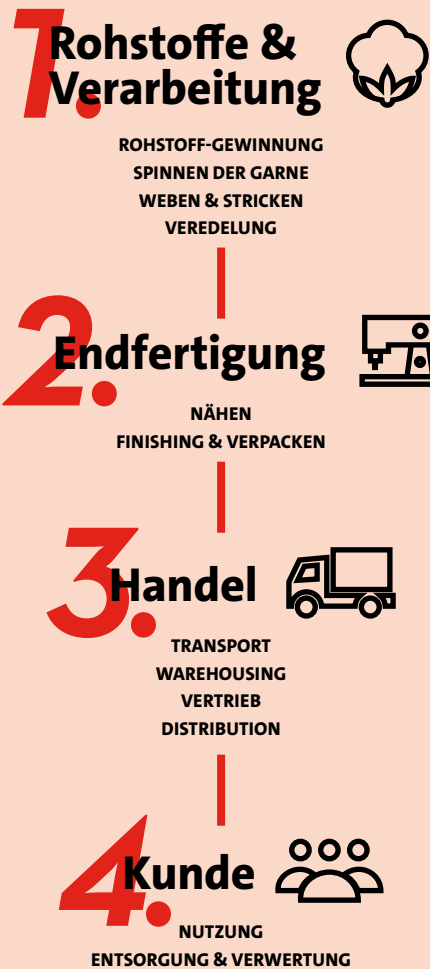 1. Rohstoffe &
Verarbeitung
ROHSTOFF-GEWINNUNG
SPINNEN DER GARNE
WEBEN & STRICKEN
VEREDELUNG
2. Endfertigung
NÄHEN
FINISHING & VERPACKEN
3. Handel
TRANSPORT
WAREHOUSING
VERTRIEB
DISTRIBUTION
4. Kunde
NUTZUNG
ENTSORGUNG & VERWERTUNG